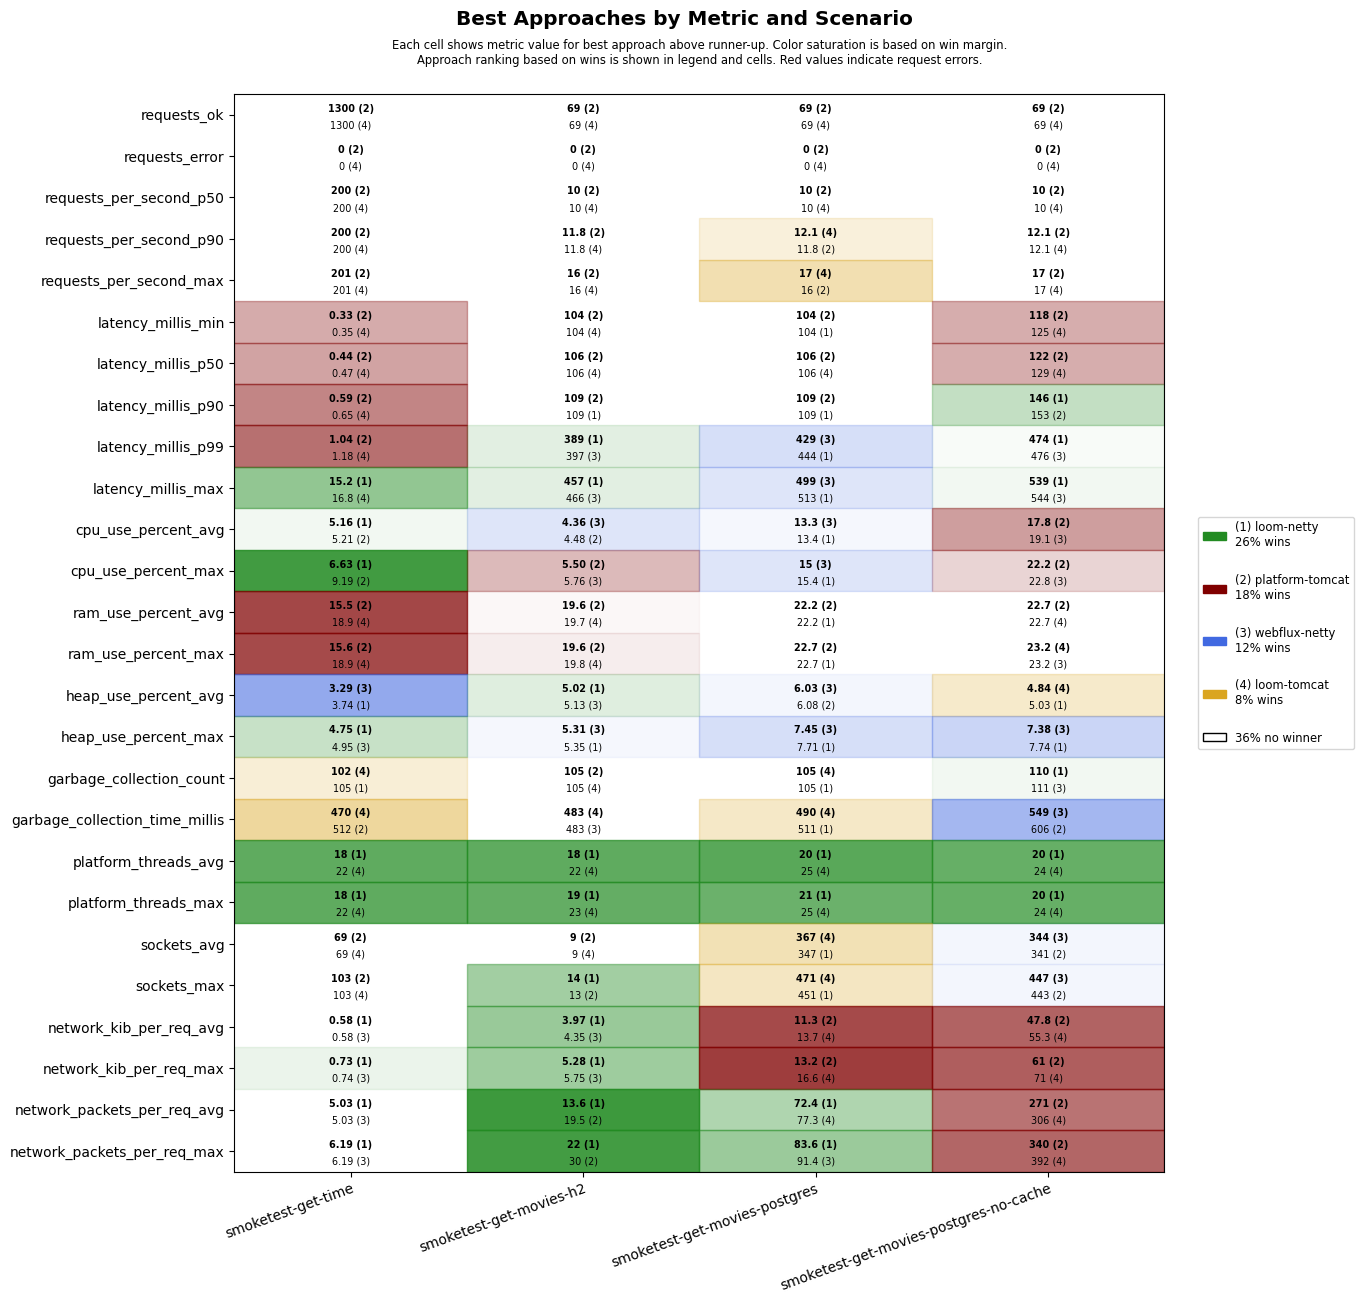 Best Approaches by Metric and Scenario
Each cell shows metric value for best approach above runner-up. Color saturation is based on win margin.
Approach ranking based on wins is shown in legend and cells. Red values indicate request errors.
requests_ok
1300 (2) 69 (2) 69 (2) 69 (2)
1300 (4) 69 (4) 69 (4) 69 (4)
requests_error
0 (2) 0 (2) 0 (2) 0 (2)
0 (4) 0 (4) 0 (4) 0 (4)
requests_per_second_p50
200 (2) 10 (2) 10 (2) 10 (2)
200 (4) 10 (4) 10 (4) 10 (4)
requests_per_second_p90
200 (2) 11.8 (2) 12.1 (4) 12.1 (2)
200 (4) 11.8 (4) 11.8 (2) 12.1 (4)
requests_per_second_max
201 (2) 16 (2) 17 (4) 17 (2)
201 (4) 16 (4) 16 (2) 17 (4)
latency_millis_min
0.33 (2) 104 (2) 104 (2) 118 (2)
0.35 (4) 104 (4) 104 (1) 125 (4)
latency_millis_p50
0.44 (2) 106 (2) 106 (2) 122 (2)
0.47 (4) 106 (4) 106 (4) 129 (4)
latency_millis_p90
0.59 (2) 109 (2) 109 (2) 146 (1)
0.65 (4) 109 (1) 109 (1) 153 (2)
latency_millis_p99
1.04 (2) 389 (1) 429 (3) 474 (1)
1.18 (4) 397 (3) 444 (1) 476 (3)
latency_millis_max
15.2 (1) 457 (1) 499 (3) 539 (1)
16.8 (4) 466 (3) 513 (1) 544 (3)
cpu_use_percent_avg
5.16 (1) 4.36 (3) 13.3 (3) 17.8 (2)
5.21 (2) 4.48 (2) 13.4 (1) 19.1 (3)
cpu_use_percent_max
6.63 (1) 5.50 (2) 15 (3) 22.2 (2)
9.19 (2) 5.76 (3) 15.4 (1) 22.8 (3)
ram_use_percent_avg
15.5 (2) 19.6 (2) 22.2 (2) 22.7 (2)
18.9 (4) 19.7 (4) 22.2 (1) 22.7 (4)
ram_use_percent_max
15.6 (2) 19.6 (2) 22.7 (2) 23.2 (4)
18.9 (4) 19.8 (4) 22.7 (1) 23.2 (3)
heap_use_percent_avg
3.29 (3) 5.02 (1) 6.03 (3) 4.84 (4)
3.74 (1) 5.13 (3) 6.08 (2) 5.03 (1)
heap_use_percent_max
4.75 (1) 5.31 (3) 7.45 (3) 7.38 (3)
4.95 (3) 5.35 (1) 7.71 (1) 7.74 (1)
garbage_collection_count
102 (4) 105 (2) 105 (4) 110 (1)
105 (1) 105 (4) 105 (1) 111 (3)
garbage_collection_time_millis
470 (4) 483 (4) 490 (4) 549 (3)
512 (2) 483 (3) 511 (1) 606 (2)
platform_threads_avg
18 (1) 18 (1) 20 (1) 20 (1)
22 (4) 22 (4) 25 (4) 24 (4)
platform_threads_max
18 (1) 19 (1) 21 (1) 20 (1)
22 (4) 23 (4) 25 (4) 24 (4)
sockets_avg
69 (2) 9 (2) 367 (4) 344 (3)
69 (4) 9 (4) 347 (1) 341 (2)
sockets_max
103 (2) 14 (1) 471 (4) 447 (3)
103 (4) 13 (2) 451 (1) 443 (2)
network_kib_per_req_avg
0.58 (1) 3.97 (1) 11.3 (2) 47.8 (2)
0.58 (3) 4.35 (3) 13.7 (4) 55.3 (4)
network_kib_per_req_max
0.73 (1) 5.28 (1) 13.2 (2) 61 (2)
0.74 (3) 5.75 (3) 16.6 (4) 71 (4)
network_packets_per_req_avg
5.03 (1) 13.6 (1) 72.4 (1) 271 (2)
5.03 (3) 19.5 (2) 77.3 (4) 306 (4)
network_packets_per_req_max
6.19 (1) 22 (1) 83.6 (1) 340 (2)
6.19 (3) 30 (2) 91.4 (3) 392 (4)
smoketest-get-time
smoketest-get-movies-h2
smoketest-get-movies-postgres
smoketest-get-movies-postgres-no-cache
(1) loom-netty
26% wins
(2) platform-tomcat
18% wins
(3) webflux-netty
12% wins
(4) loom-tomcat
8% wins
36% no winner